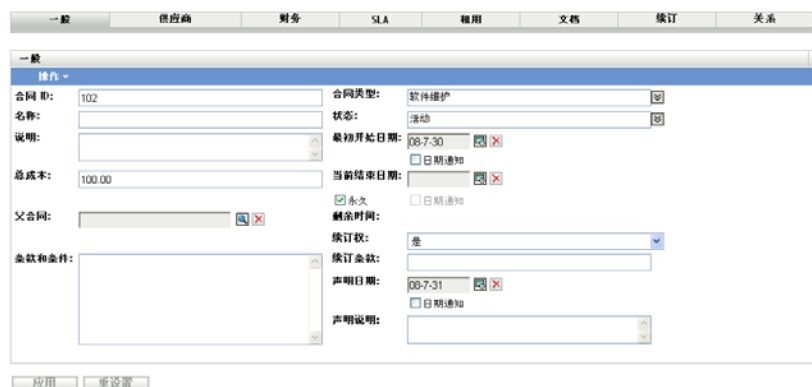 一般 供应商 财务 SLA 租用 文档 续订 关系
一般
操作
合同 ID: 102 合同类型: 软件维护
名称: 状态: 活动
说明: 最初开始日期: 08-7-30
日期通知
总成本: 100.00 当前结束日期:
永久 日期通知
父合同: 剩余时间:
续订权: 是
条款和条件: 续订条款:
声明日期: 08-7-31
日期通知
声明说明:
应用 重设置